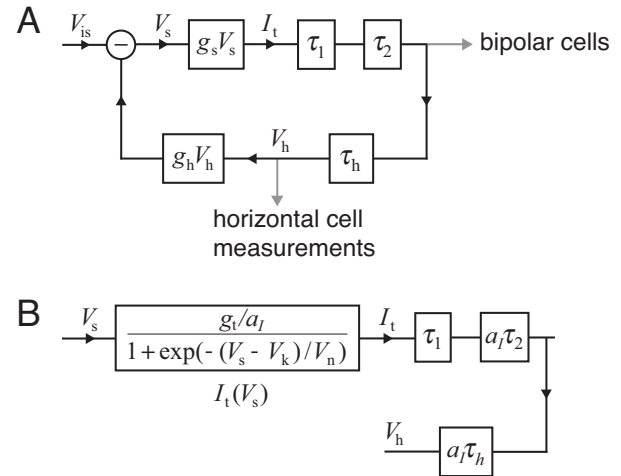 A
V_is
V_s
g_s V_s
I_t
τ_1
τ_2
bipolar cells
g_h V_h
V_h
τ_h
horizontal cell
measurements
B
V_s
g_t/a_I
1 + exp(- (V_s - V_k)/V_n)
I_t(V_s)
I_t
τ_1
a_I τ_2
V_h
a_I τ_h